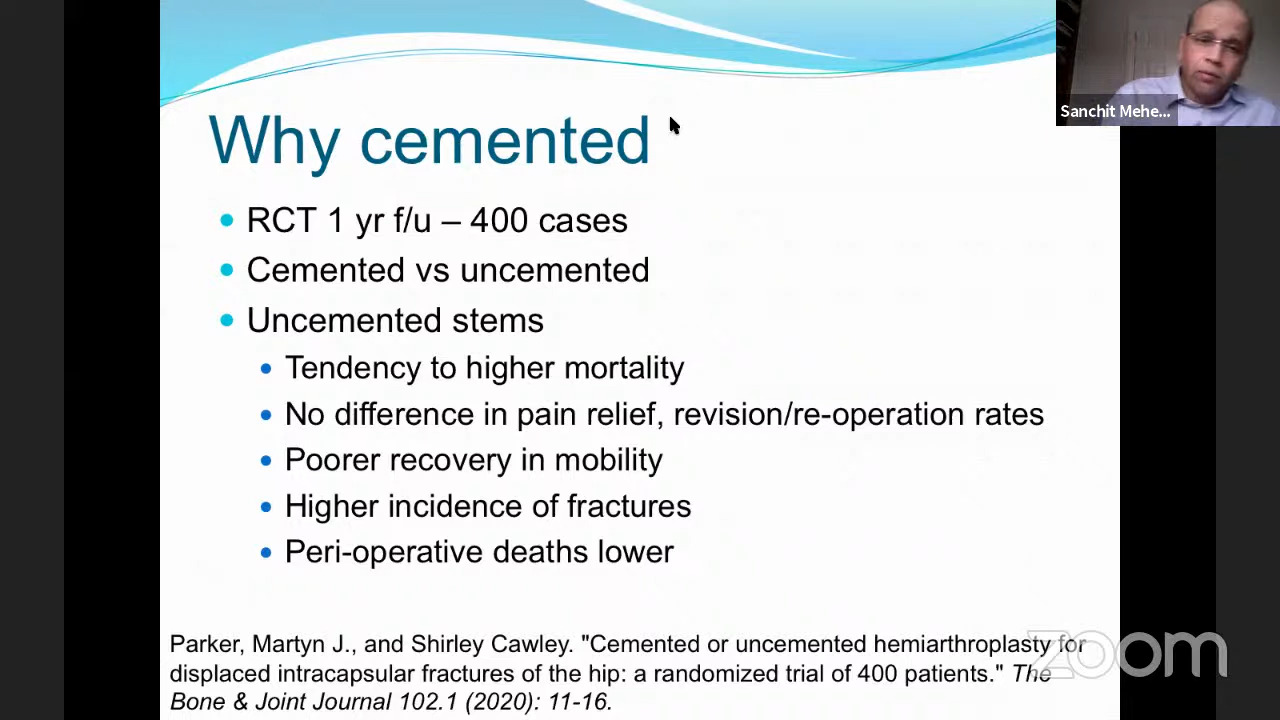 Sanchit Mehe...
Why cemented
RCT 1 yr f/u – 400 cases
Cemented vs uncemented
Uncemented stems
Tendency to higher mortality
No difference in pain relief, revision/re-operation rates
Poorer recovery in mobility
Higher incidence of fractures
Peri-operative deaths lower
Parker, Martyn J., and Shirley Cawley. "Cemented or uncemented hemiarthroplasty for
displaced intracapsular fractures of the hip: a randomized trial of 400 patients." The
Bone & Joint Journal 102.1 (2020): 11-16.
zoom